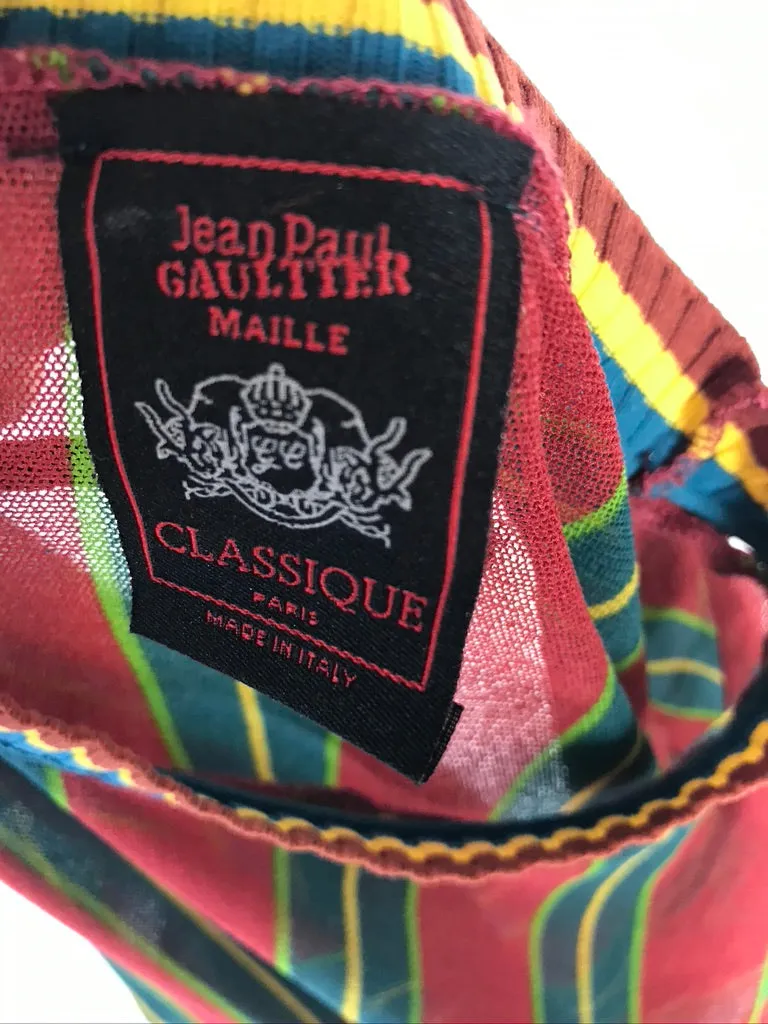 Jean Paul
GAULTIER
MAILLE
CLASSIQUE
PARIS
MADE IN ITALY